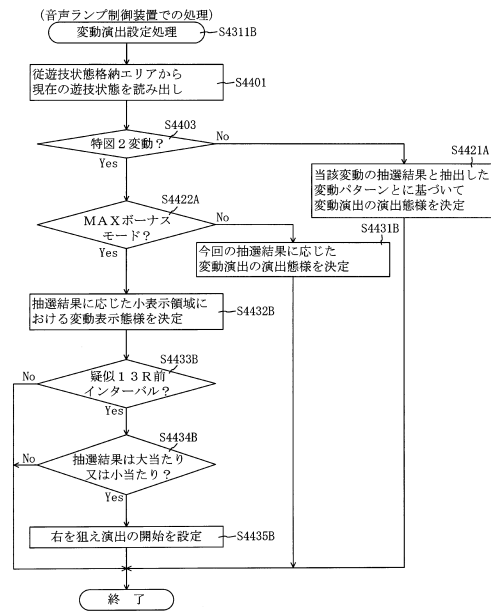 (音声ランプ制御装置での処理)
変動演出設定処理
S4311B
従遊技状態格納エリアから
現在の遊技状態を読み出し
S4401
S4403
特図2変動？
No
Yes
S4421A
当該変動の抽選結果と抽出した
変動パターンとに基づいて
変動演出の演出態様を決定
S4422A
MAXボーナス
モード？
No
Yes
S4431B
今回の抽選結果に応じた
変動演出の演出態様を決定
抽選結果に応じた小表示領域に
おける変動表示態様を決定
S4432B
S4433B
疑似13R前
インターバル？
No
Yes
S4434B
抽選結果は大当たり
又は小当たり？
No
Yes
右を狙え演出の開始を設定
S4435B
終了